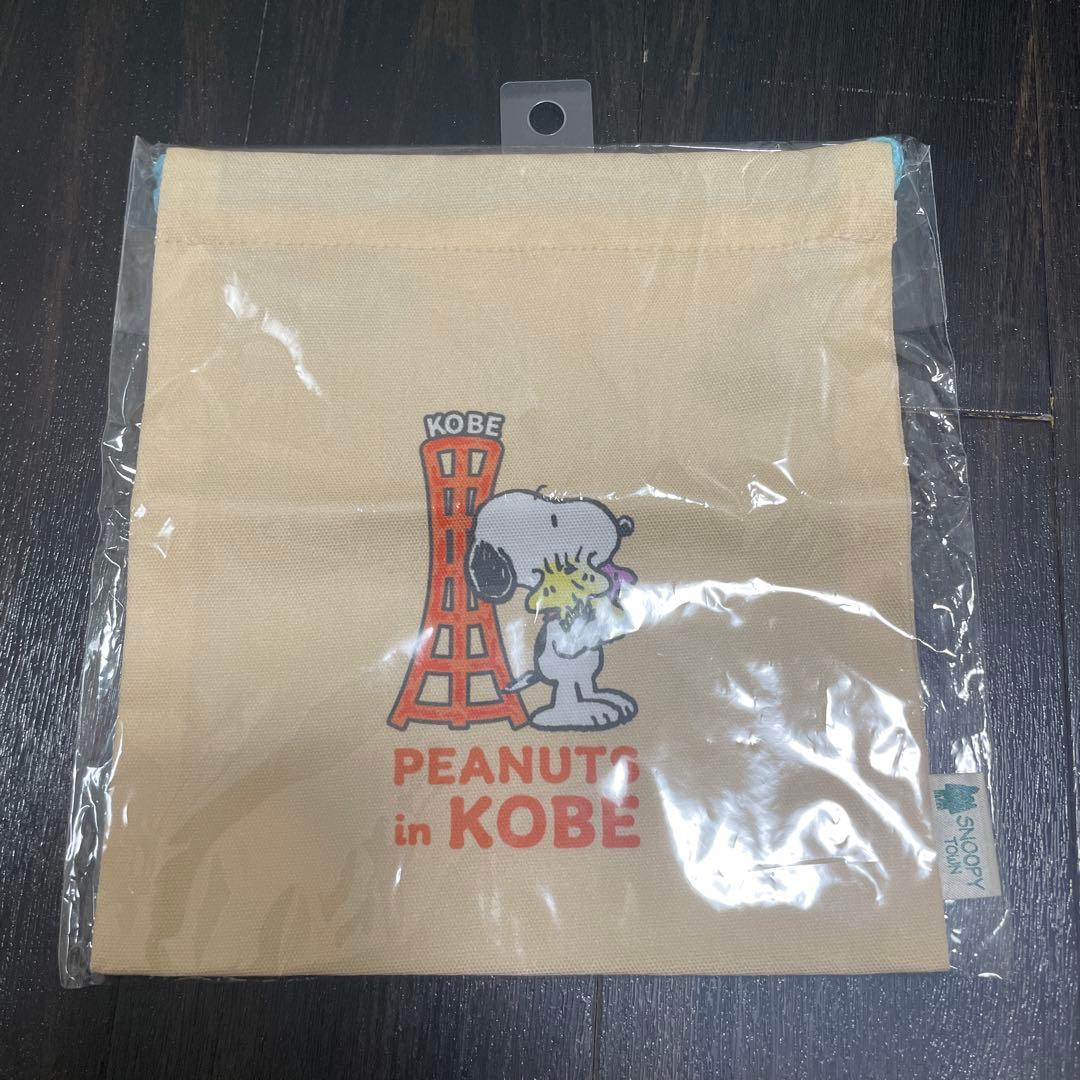 KOBE
PEANUTS
in KOBE
SNOOPY
TOWN